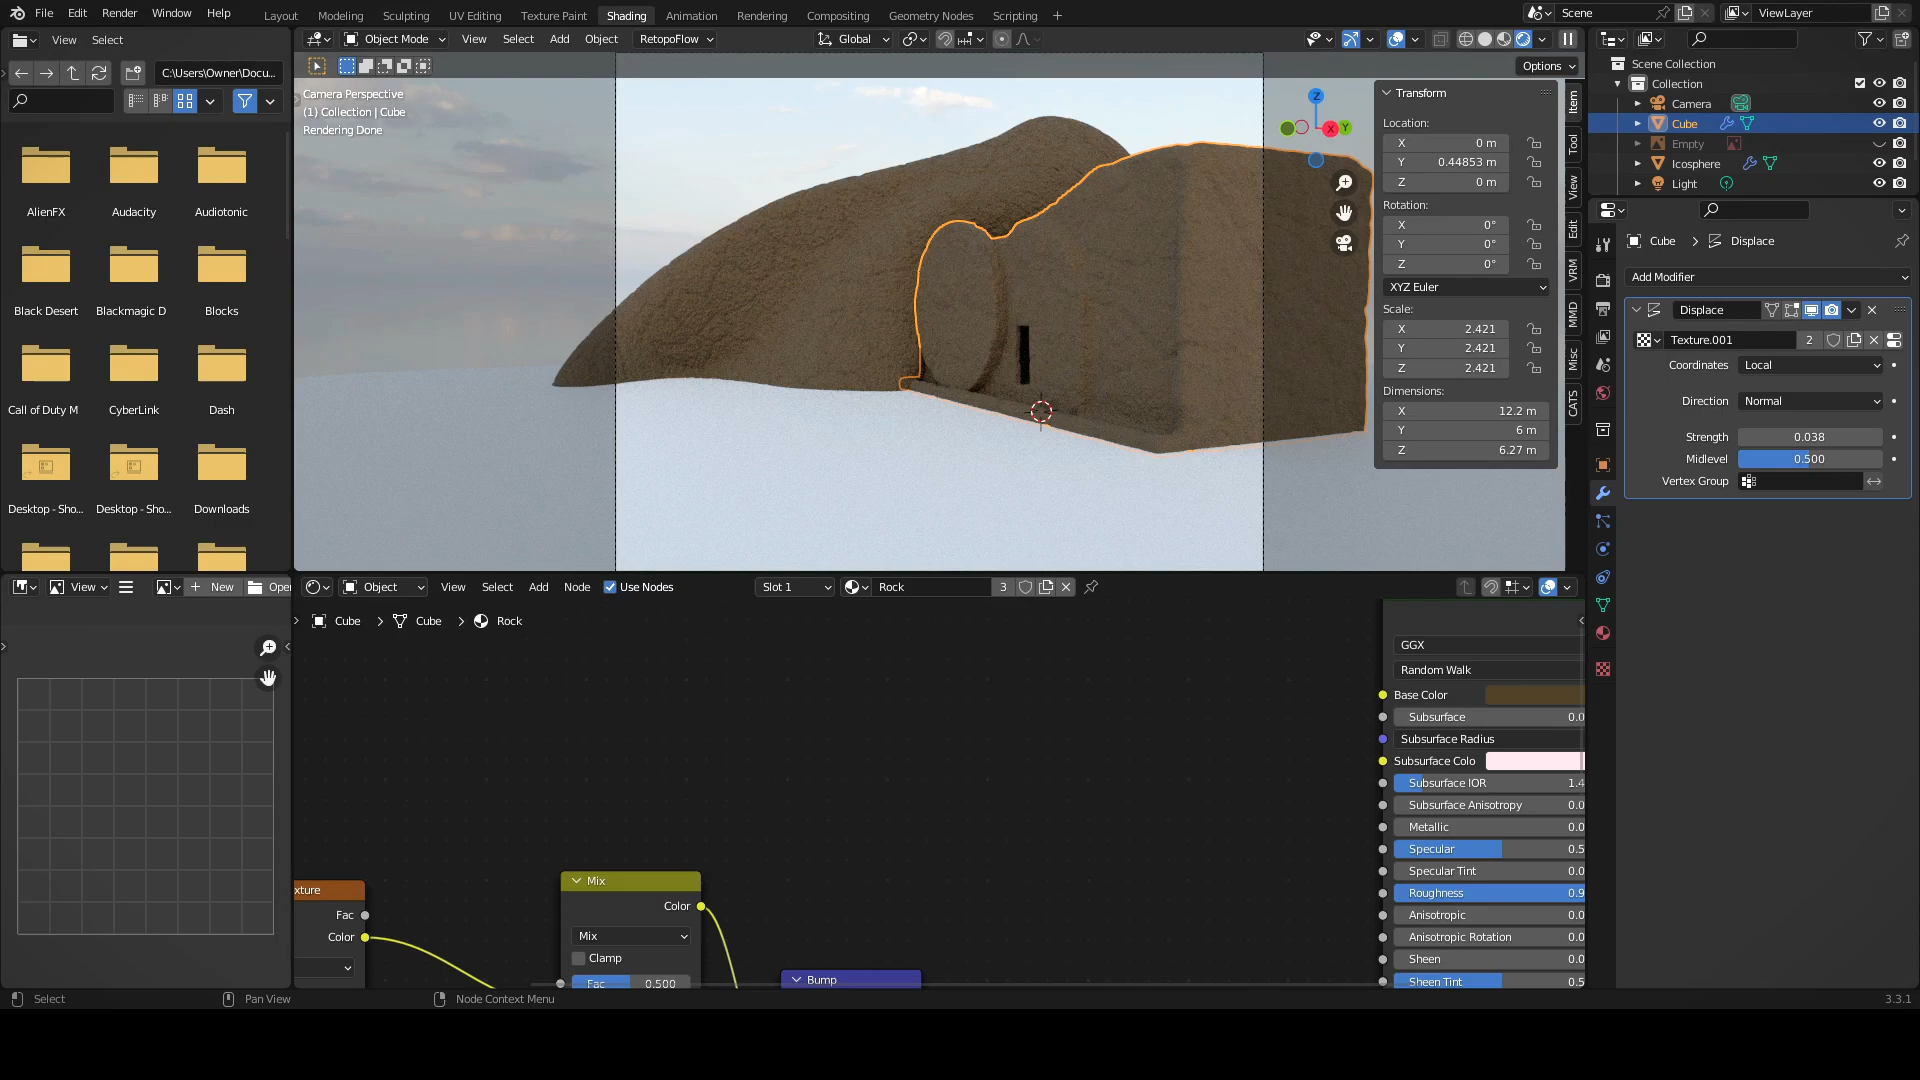 File Edit Render Window Help
Layout Modeling Sculpting UV Editing Texture Paint Shading Animation Rendering Compositing Geometry Nodes Scripting +
Scene
ViewLayer
View Select
C:\Users\Owner\Docu...
AlienFX Audacity Audiotonic
Black Desert Blackmagic D Blocks
Call of Duty M CyberLink Dash
Desktop - Sho... Desktop - Sho... Downloads
Object Mode View Select Add Object RetopoFlow Global
Options
Camera Perspective
(1) Collection | Cube
Rendering Done
Z
X
Y
Transform
Location:
X 0 m
Y 0.44853 m
Z 0 m
Rotation:
X 0°
Y 0°
Z 0°
XYZ Euler
Scale:
X 2.421
Y 2.421
Z 2.421
Dimensions:
X 12.2 m
Y 6 m
Z 6.27 m
Item
Tool
View
Edit
VRM
MMD
Misc
CATS
Scene Collection
Collection
Camera
Cube
Empty
Icosphere
Light
Cube > Displace
Add Modifier
Displace
Texture.001 2
Coordinates Local
Direction Normal
Strength 0.038
Midlevel 0.500
Vertex Group
View + New Ope
Object View Select Add Node Use Nodes Slot 1 Rock 3
Cube > Cube > Rock
xture
Fac
Color
Mix
Color
Mix
Clamp
Fac 0.500
Bump
GGX
Random Walk
Base Color
Subsurface 0.0
Subsurface Radius
Subsurface Colo
Subsurface IOR 1.4
Subsurface Anisotropy 0.0
Metallic 0.0
Specular 0.5
Specular Tint 0.0
Roughness 0.9
Anisotropic 0.0
Anisotropic Rotation 0.0
Sheen 0.0
Sheen Tint 0.5
Select Pan View Node Context Menu 3.3.1